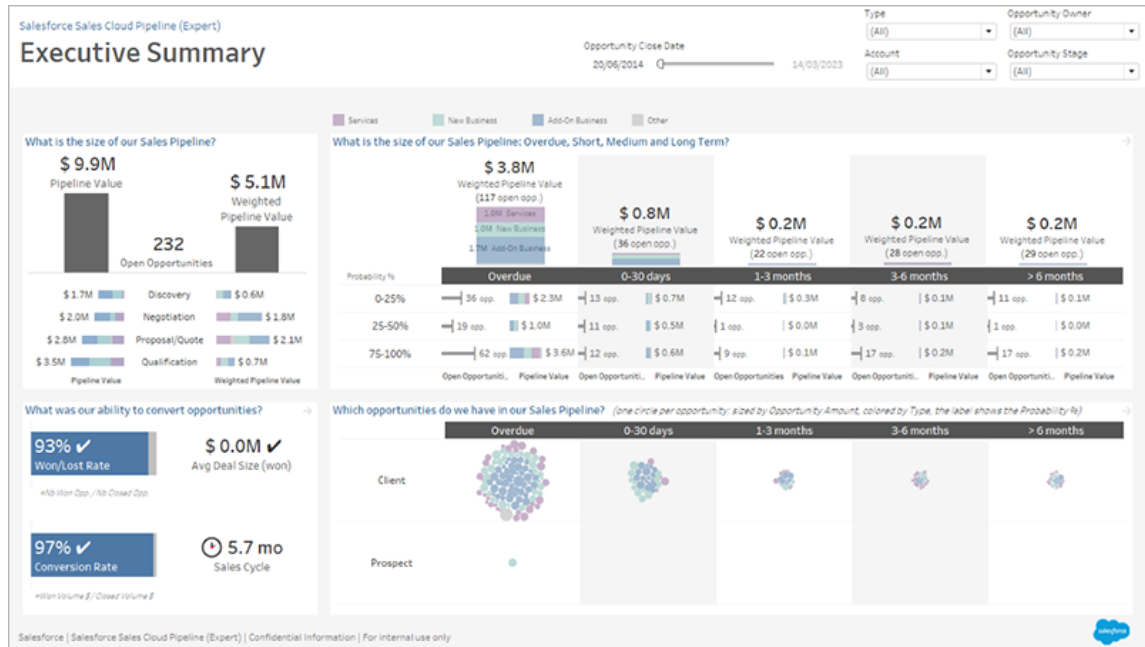 Salesforce Sales Cloud Pipeline (Expert)
Executive Summary
Opportunity Close Date
20/06/2014
14/03/2023
Type
(All)
Opportunity Owner
(All)
Account
(All)
Opportunity Stage
(All)
Services
New Business
Add-On Business
Other
What is the size of our Sales Pipeline?
$ 9.9M
Pipeline Value
232
Open Opportunities
$ 5.1M
Weighted
Pipeline Value
$ 1.7M Discovery $ 0.6M
$ 2.0M Negotiation $ 1.8M
$ 2.8M Proposal/Quote $ 2.1M
$ 3.5M Qualification $ 0.7M
Pipeline Value Weighted Pipeline Value
What is the size of our Sales Pipeline: Overdue, Short, Medium and Long Term?
$ 3.8M
Weighted Pipeline Value
(117 open opp.)
1.0M Services
1.0M New Business
1.7M Add-On Business
$ 0.8M
Weighted Pipeline Value
(36 open opp.)
$ 0.2M
Weighted Pipeline Value
(22 open opp.)
$ 0.2M
Weighted Pipeline Value
(28 open opp.)
$ 0.2M
Weighted Pipeline Value
(29 open opp.)
Probability % Overdue 0-30 days 1-3 months 3-6 months > 6 months
0-25% 36 opp. $ 2.3M 13 opp. $ 0.7M 12 opp. $ 0.3M 8 opp. $ 0.1M 11 opp. $ 0.1M
25-50% 19 opp. $ 1.0M 11 opp. $ 0.5M 1 opp. $ 0.0M 3 opp. $ 0.1M 1 opp. $ 0.0M
75-100% 62 opp. $ 3.6M 12 opp. $ 0.6M 9 opp. $ 0.1M 17 opp. $ 0.2M 17 opp. $ 0.2M
Open Opportuniti.. Pipeline Value Open Opportuniti.. Pipeline Value Open Opportunities Pipeline Value Open Opportuniti.. Pipeline Value Open Opportuniti.. Pipeline Value
What was our ability to convert opportunities?
93% ✔
Won/Lost Rate
$ 0.0M ✔
Avg Deal Size (won)
=Nb Won Opp. / Nb Closed Opp.
97% ✔
Conversion Rate
5.7 mo
Sales Cycle
=Won Volume $ / Closed Volume $
Which opportunities do we have in our Sales Pipeline? (one circle per opportunity: sized by Opportunity Amount, colored by Type, the label shows the Probability %)
Overdue 0-30 days 1-3 months 3-6 months > 6 months
Client
Prospect
Salesforce | Salesforce Sales Cloud Pipeline (Expert) | Confidential Information | For internal use only
salesforce